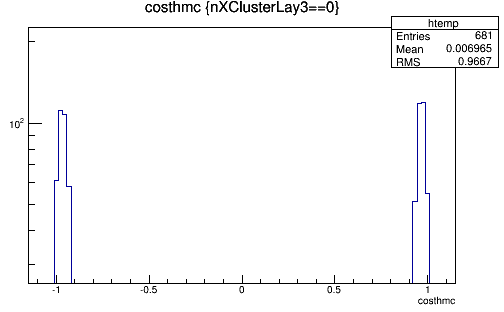 costhmc {nXClusterLay3==0}
htemp
Entries 681
Mean 0.006965
RMS 0.9667
10²
-1 -0.5 0 0.5 1
costhmc